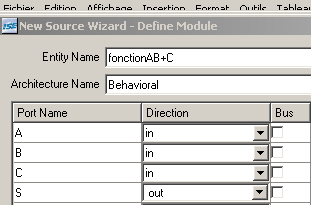 Fichier Edition Affichage Insertion Format Outils Tableau
ISE New Source Wizard - Define Module
Entity Name fonctionAB+C
Architecture Name Behavioral
Port Name Direction Bus
A in
B in
C in
S out